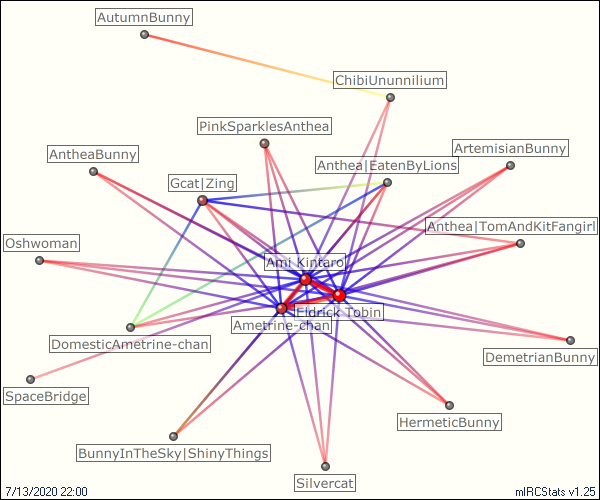 AutumnBunny
ChibiUnunnilium
PinkSparklesAnthea
ArtemisianBunny
AntheaBunny
Anthea|EatenByLions
Gcat|Zing
Anthea|TomAndKitFangirl
Oshwoman
Ami Kintaro
Eldrick Tobin
Ametrine-chan
DomesticAmetrine-chan
DemetrianBunny
SpaceBridge
HermeticBunny
BunnyInTheSky|ShinyThings
Silvercat
7/13/2020 22:00
mIRCStats v1.25